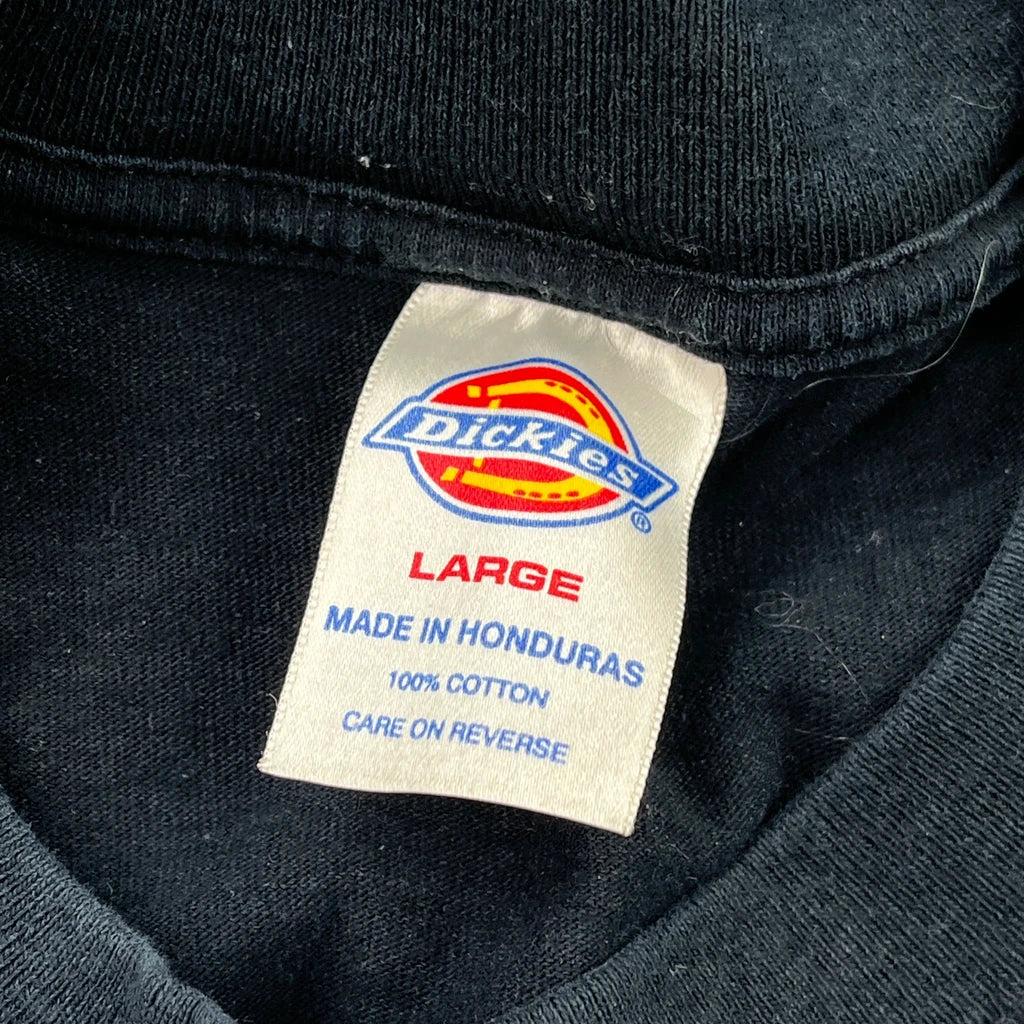 Dickies
®
LARGE
MADE IN HONDURAS
100% COTTON
CARE ON REVERSE